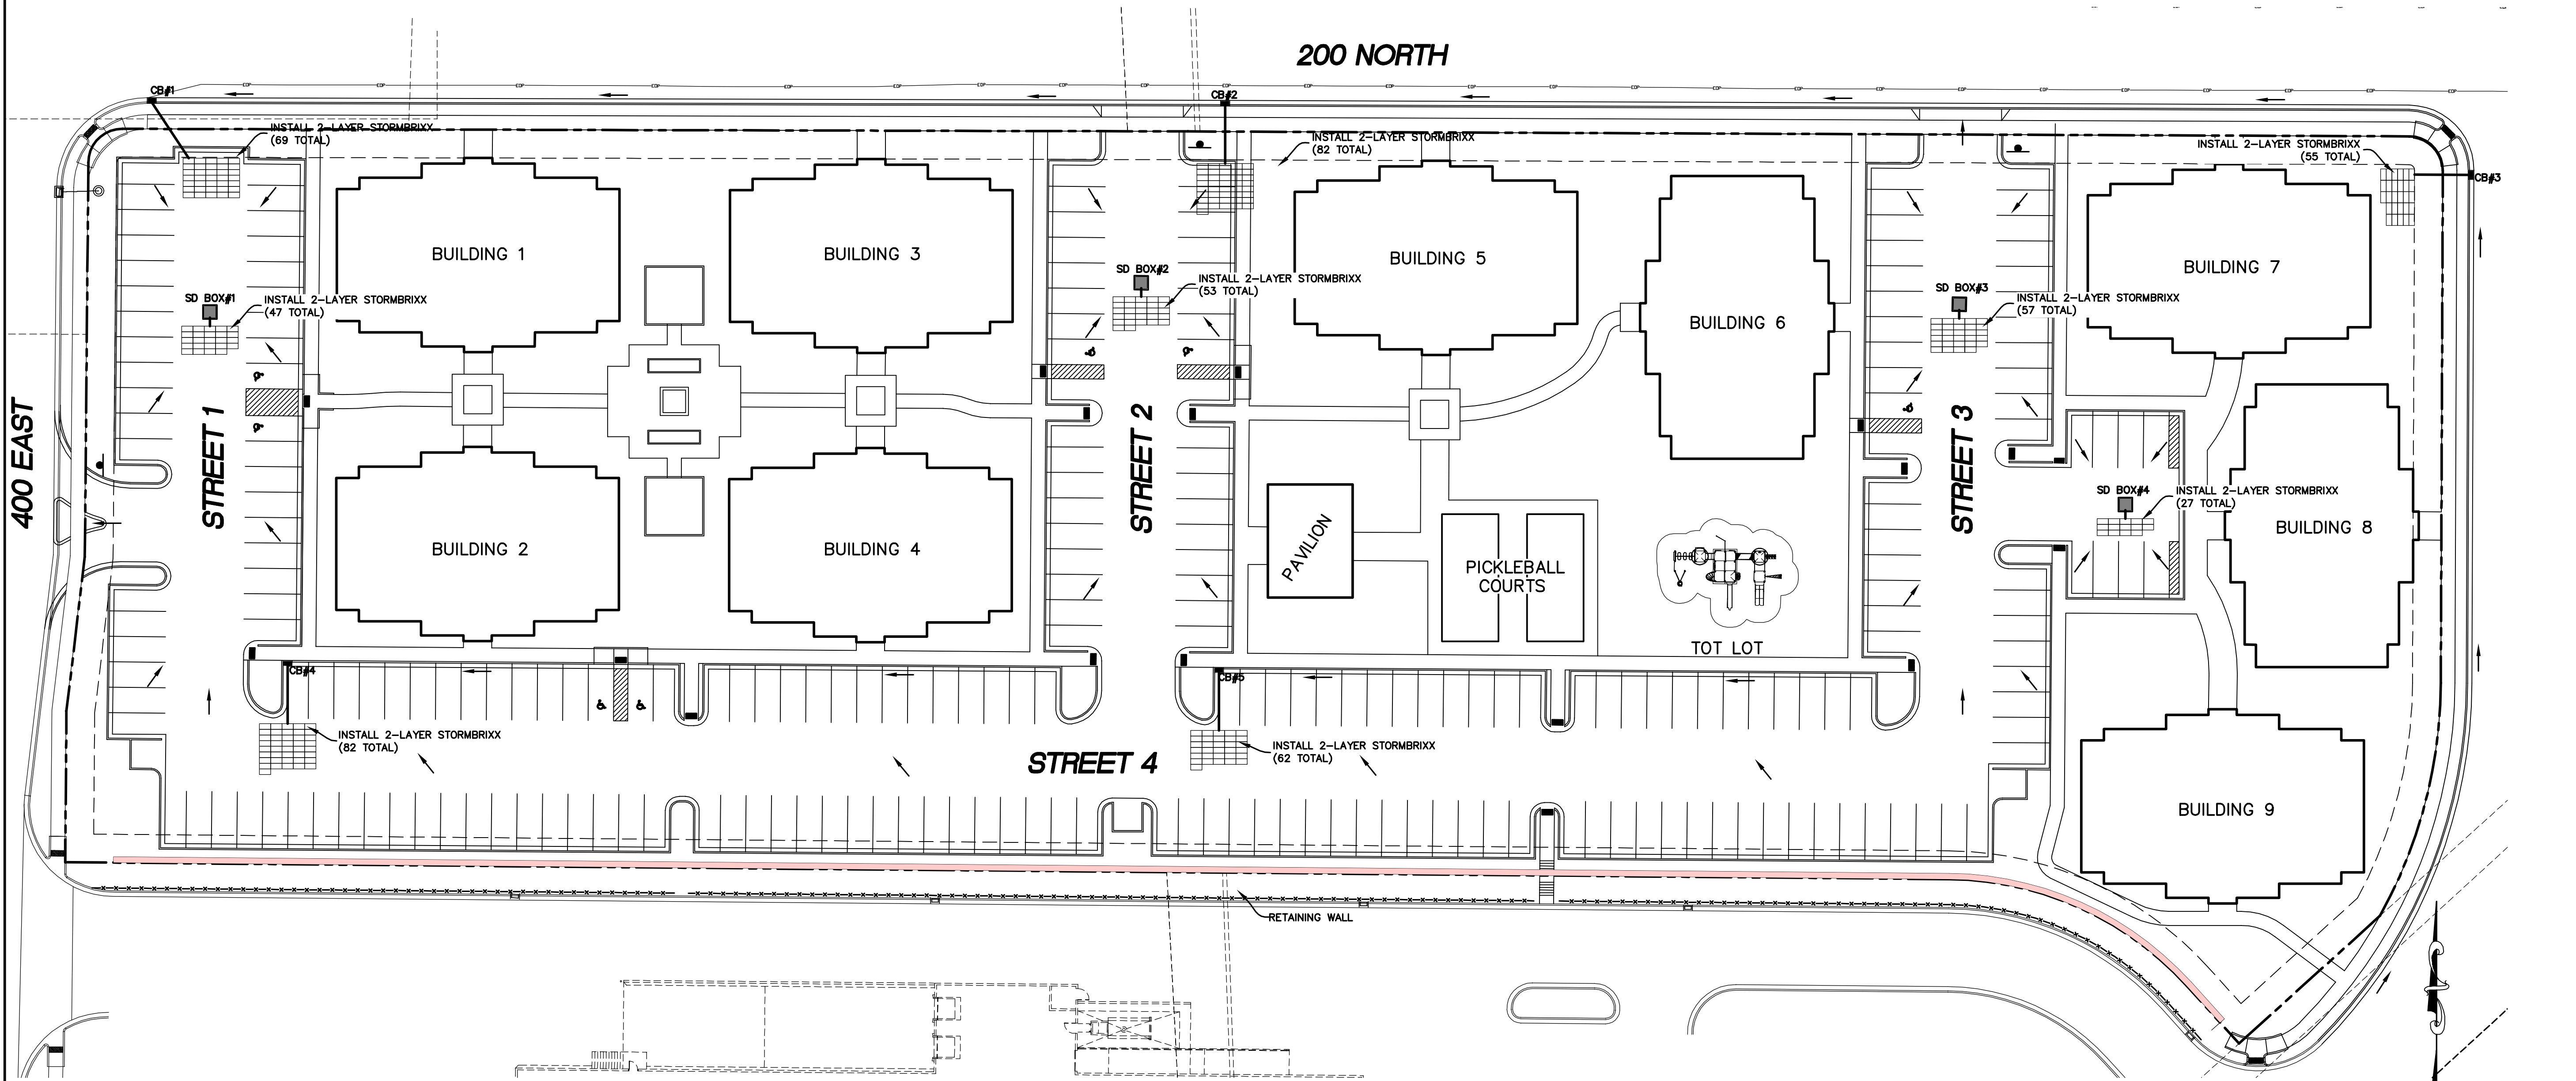 200 NORTH
CB#1
CB#2
INSTALL 2-LAYER STORMBRIXX
(69 TOTAL)
INSTALL 2-LAYER STORMBRIXX
(82 TOTAL)
INSTALL 2-LAYER STORMBRIXX
(55 TOTAL)
CB#3
BUILDING 1
BUILDING 3
BUILDING 5
BUILDING 6
BUILDING 7
SD BOX#1
INSTALL 2-LAYER STORMBRIXX
(47 TOTAL)
SD BOX#2
INSTALL 2-LAYER STORMBRIXX
(53 TOTAL)
SD BOX#3
INSTALL 2-LAYER STORMBRIXX
(57 TOTAL)
400 EAST
STREET 1
STREET 2
STREET 3
SD BOX#4
INSTALL 2-LAYER STORMBRIXX
(27 TOTAL)
BUILDING 2
BUILDING 4
PAVILION
PICKLEBALL
COURTS
TOT LOT
BUILDING 8
CB#4
CB#5
INSTALL 2-LAYER STORMBRIXX
(82 TOTAL)
STREET 4
INSTALL 2-LAYER STORMBRIXX
(62 TOTAL)
BUILDING 9
RETAINING WALL